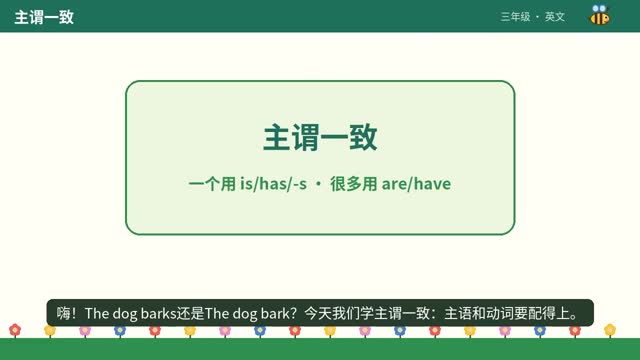 主谓一致
三年级 · 英文
主谓一致
一个用 is/has/-s · 很多用 are/have
嗨！The dog barks还是The dog bark？今天我们学主谓一致：主语和动词要配得上。